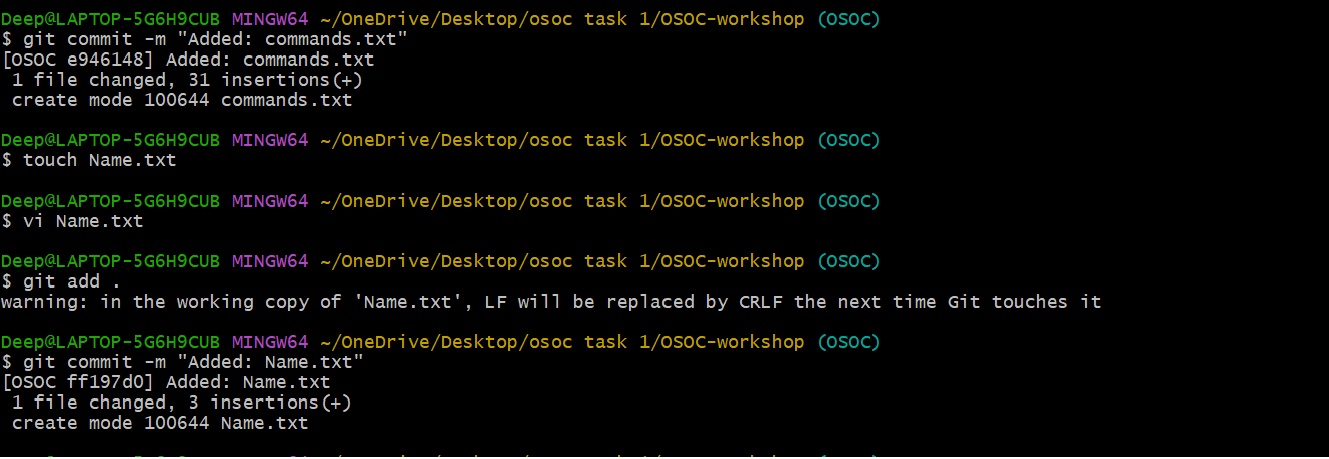 Deep@LAPTOP-5G6H9CUB MINGW64 ~/OneDrive/Desktop/osoc task 1/OSOC-workshop (OSOC)
$ git commit -m "Added: commands.txt"
[OSOC e946148] Added: commands.txt
 1 file changed, 31 insertions(+)
 create mode 100644 commands.txt

Deep@LAPTOP-5G6H9CUB MINGW64 ~/OneDrive/Desktop/osoc task 1/OSOC-workshop (OSOC)
$ touch Name.txt

Deep@LAPTOP-5G6H9CUB MINGW64 ~/OneDrive/Desktop/osoc task 1/OSOC-workshop (OSOC)
$ vi Name.txt

Deep@LAPTOP-5G6H9CUB MINGW64 ~/OneDrive/Desktop/osoc task 1/OSOC-workshop (OSOC)
$ git add .
warning: in the working copy of 'Name.txt', LF will be replaced by CRLF the next time Git touches it

Deep@LAPTOP-5G6H9CUB MINGW64 ~/OneDrive/Desktop/osoc task 1/OSOC-workshop (OSOC)
$ git commit -m "Added: Name.txt"
[OSOC ff197d0] Added: Name.txt
 1 file changed, 3 insertions(+)
 create mode 100644 Name.txt